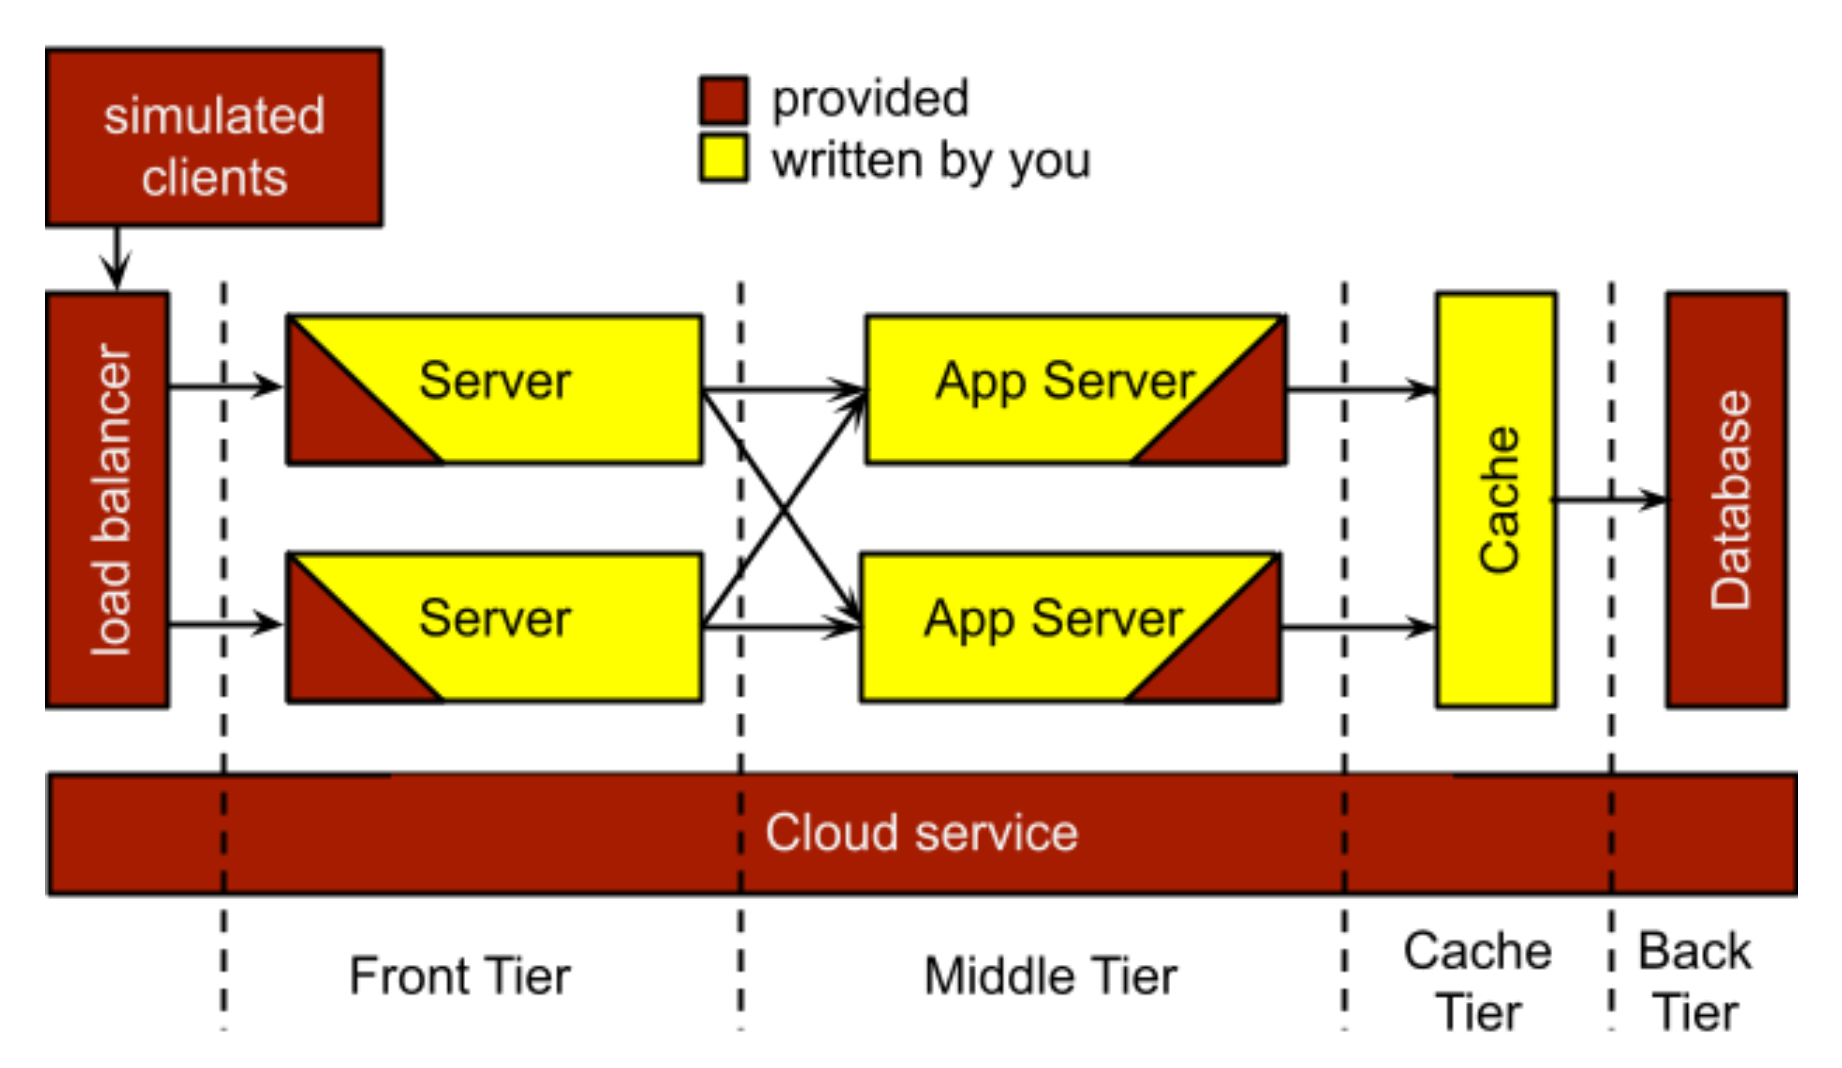 simulated
clients
provided
written by you
load balancer
Server
App Server
Server
App Server
Cache
Database
Cloud service
Front Tier
Middle Tier
Cache
Tier
Back
Tier